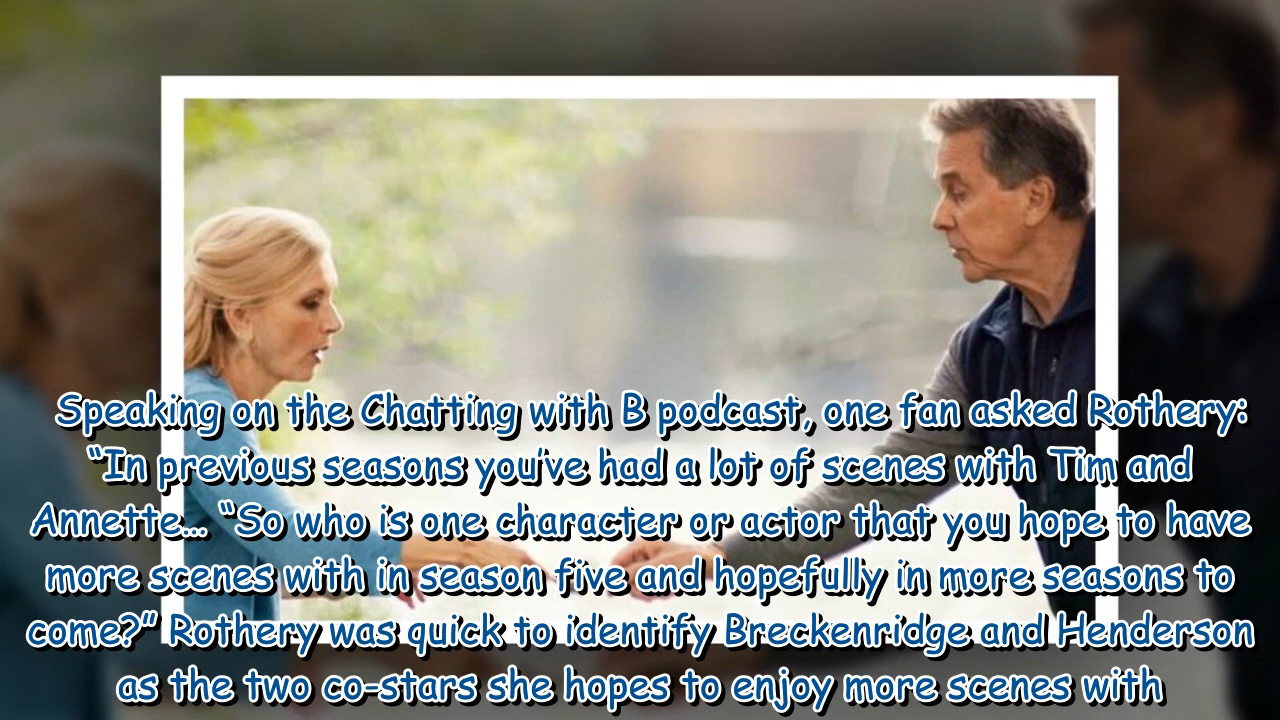 Speaking on the Chatting with B podcast, one fan asked Rothery:
“In previous seasons you’ve had a lot of scenes with Tim and
Annette... “So who is one character or actor that you hope to have
more scenes with in season five and hopefully in more seasons to
come?” Rothery was quick to identify Breckenridge and Henderson
as the two co-stars she hopes to enjoy more scenes with